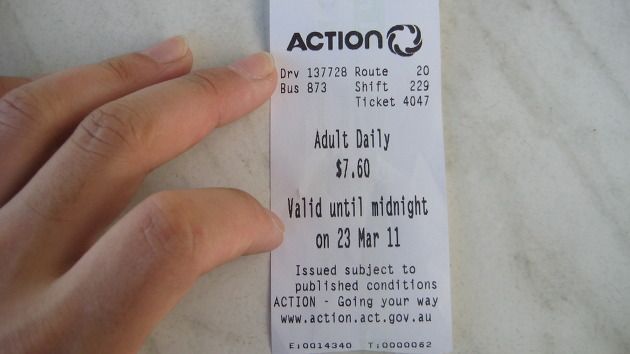 ACTION
Drv 137728 Route 20
Bus 873 Shift 229
Ticket 4047
Adult Daily
$7.60
Valid until midnight
on 23 Mar 11
Issued subject to
published conditions
ACTION - Going your way
www.action.act.gov.au
E:0014340 T:0000062